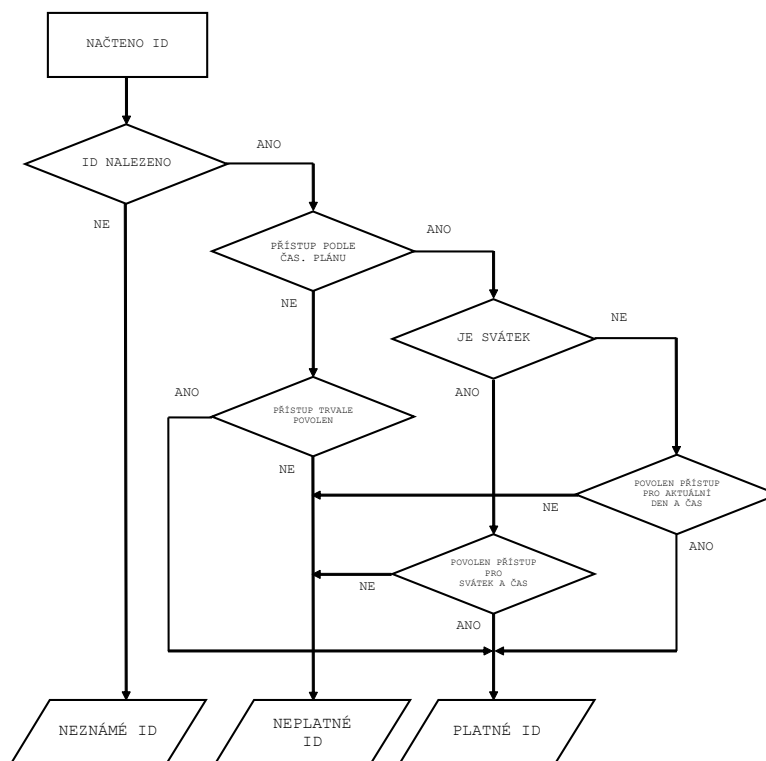 NAČTENO ID
ANO
ID NALEZENO
NE
ANO
PŘÍSTUP PODLE
ČAS. PLÁNU
NE
NE
JE SVÁTEK
ANO
ANO
PŘÍSTUP TRVALE
POVOLEN
NE
POVOLEN PŘÍSTUP
PRO AKTUÁLNÍ
DEN A ČAS
NE
ANO
POVOLEN PŘÍSTUP
PRO
SVÁTEK A ČAS
NE
ANO
NEZNÁMÉ ID
NEPLATNÉ
ID
PLATNÉ ID